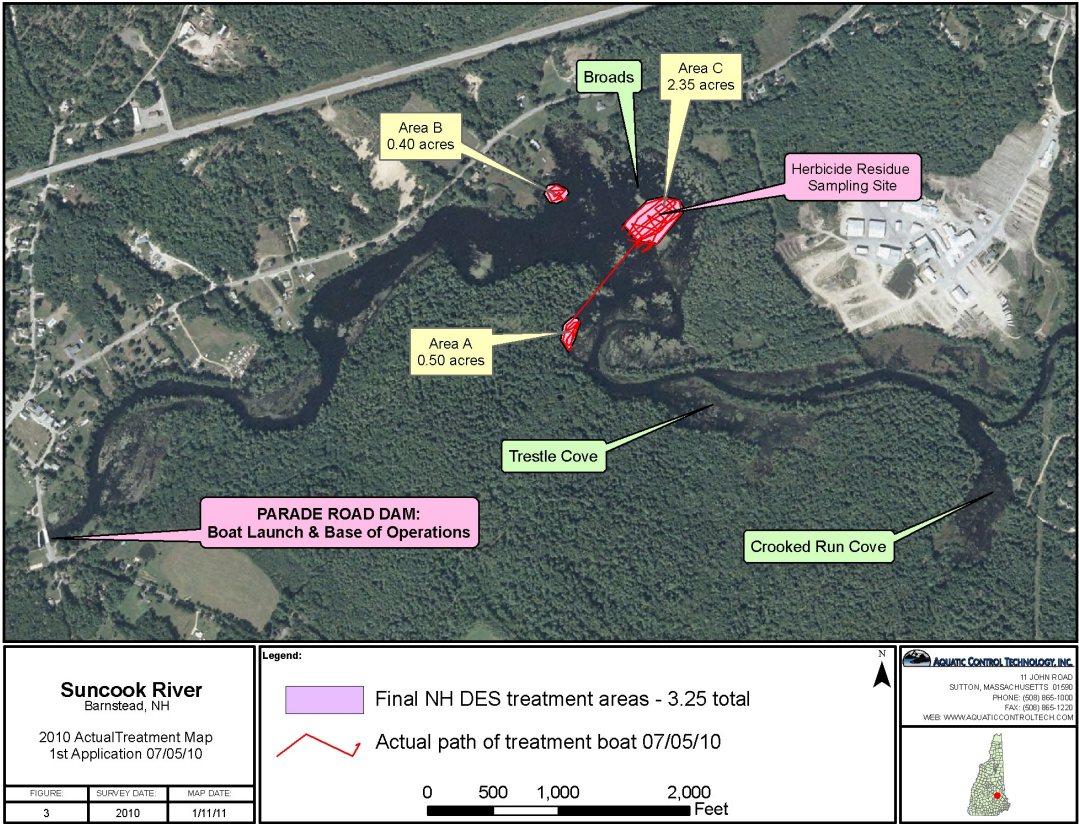 Broads
Area C
2.35 acres
Area B
0.40 acres
Herbicide Residue
Sampling Site
Area A
0.50 acres
Trestle Cove
PARADE ROAD DAM:
Boat Launch & Base of Operations
Crooked Run Cove
Suncook River
Barnstead, NH
2010 ActualTreatment Map
1st Application 07/05/10
FIGURE:
SURVEY DATE:
MAP DATE:
3
2010
1/11/11
Legend:
Final NH DES treatment areas - 3.25 total
Actual path of treatment boat 07/05/10
0
500
1,000
2,000
Feet
N
AQUATIC CONTROL TECHNOLOGY, INC.
11 JOHN ROAD
SUTTON, MASSACHUSETTS 01590
PHONE: (508) 865-1000
FAX: (508) 865-1220
WEB: WWW.AQUATICCONTROLTECH.COM